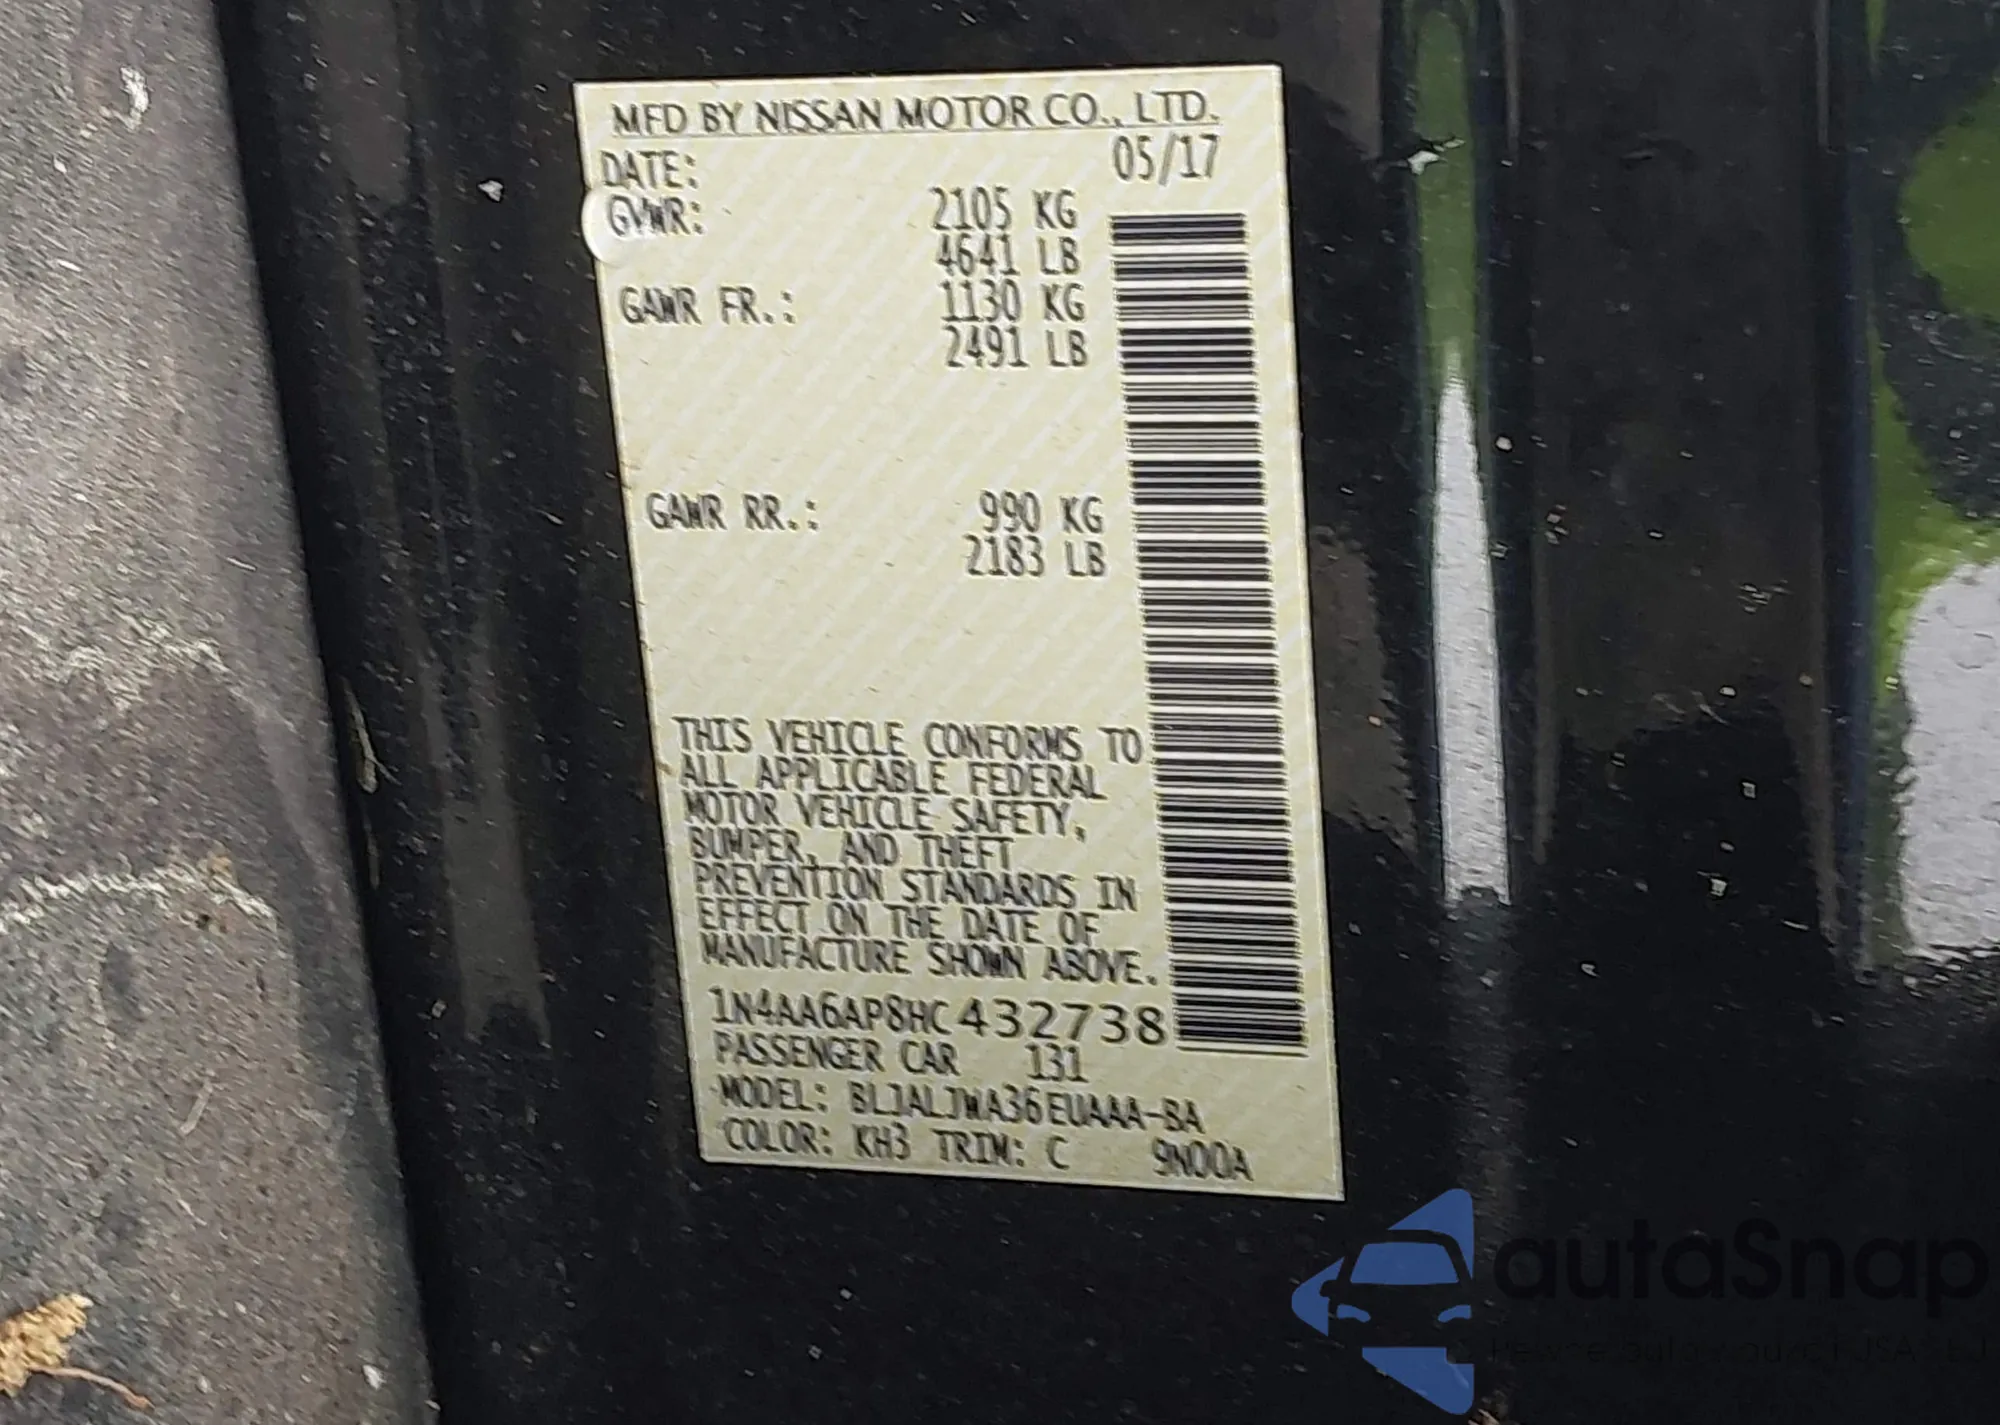 MFD BY NISSAN MOTOR CO., LTD.
DATE: 05/17
GVWR: 2105 KG
4641 LB
GAWR FR.: 1130 KG
2491 LB
GAWR RR.: 990 KG
2183 LB
THIS VEHICLE CONFORMS TO
ALL APPLICABLE FEDERAL
MOTOR VEHICLE SAFETY,
BUMPER, AND THEFT
PREVENTION STANDARDS IN
EFFECT ON THE DATE OF
MANUFACTURE SHOWN ABOVE.
1N4AA6AP8HC432738
PASSENGER CAR 131
MODEL: BLJALJWA36EUAAA-BA
COLOR: KH3 TRIM: C 9N00A
autaSnap